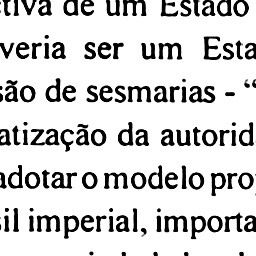 ctiva de um Estado
veria ser um Esta
são de sesmarias - “
atização da autorid
adotar o modelo pro
sil imperial, importa